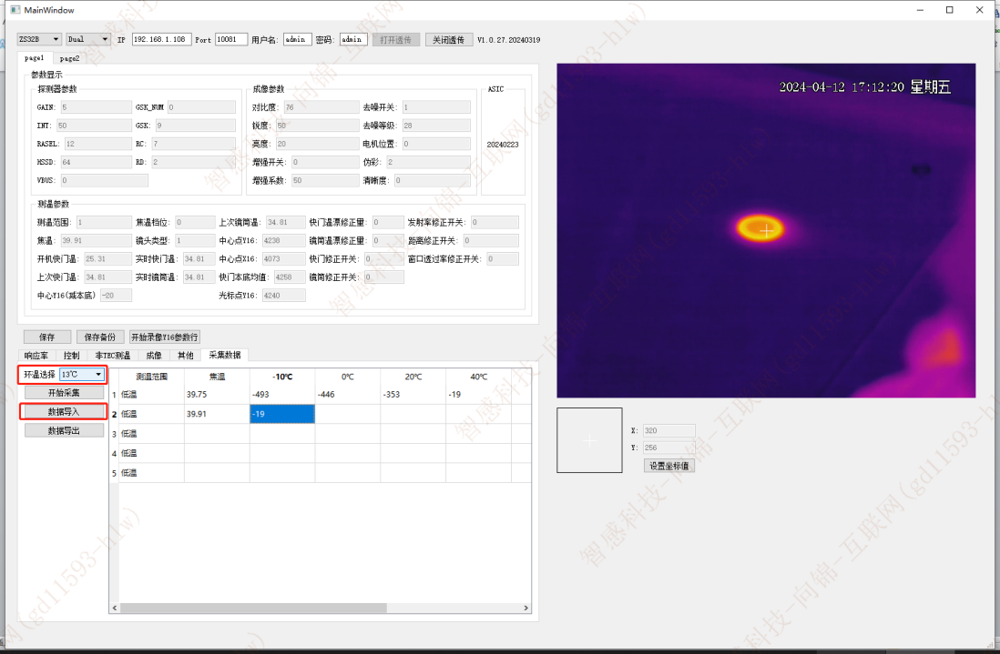 MainWindow
ZS32B Dual IP 192.168.1.108 Port 10081 用户名: admin 密码: admin 打开透传 关闭透传 V1.0.27.20240319
page1 page2
参数显示
探测器参数 成像参数 ASIC
GAIN: 5 GSK_NUM 0 对比度: 76 去噪开关: 1
INT: 50 GSK: 9 锐度: 50 去噪等级: 28
RASEL: 12 RC: 7 亮度: 20 电机位置: 0 20240223
HSSD: 64 RD: 2 增强开关: 0 伪彩: 2
VBUS: 0 增强系数: 50 清晰度: 0
测温参数
测温范围: 1 焦温档位: 0 上次镜筒温: 34.81 快门温漂修正量: 0 发射率修正开关: 0
焦温: 39.91 镜头类型: 1 中心点Y16: 4238 镜筒温漂修正量: 0 距离修正开关: 0
开机快门温: 25.31 实时快门温: 34.81 中心点X16: 4073 快门修正开关: 0 窗口透过率修正开关: 0
上次快门温: 34.81 实时镜筒温: 34.81 快门本底均值: 4258 镜筒修正开关: 0
中心Y16(减本底) -20 光标点Y16: 4240
保存 保存备份 开始录像Y16参数行
响应率 控制 非TEC测温 成像 其他 采集数据
环温选择 13℃
开始采集
数据导入
数据导出
测温范围 焦温 -10℃ 0℃ 20℃ 40℃
1 低温 39.75 -493 -446 -353 -19
2 低温 39.91 -19
3 低温
4 低温
5 低温
2024-04-12 17:12:20 星期五
X: 320
Y: 256
设置坐标值
智感科技-向锦-互联网(gd11593-hlw)